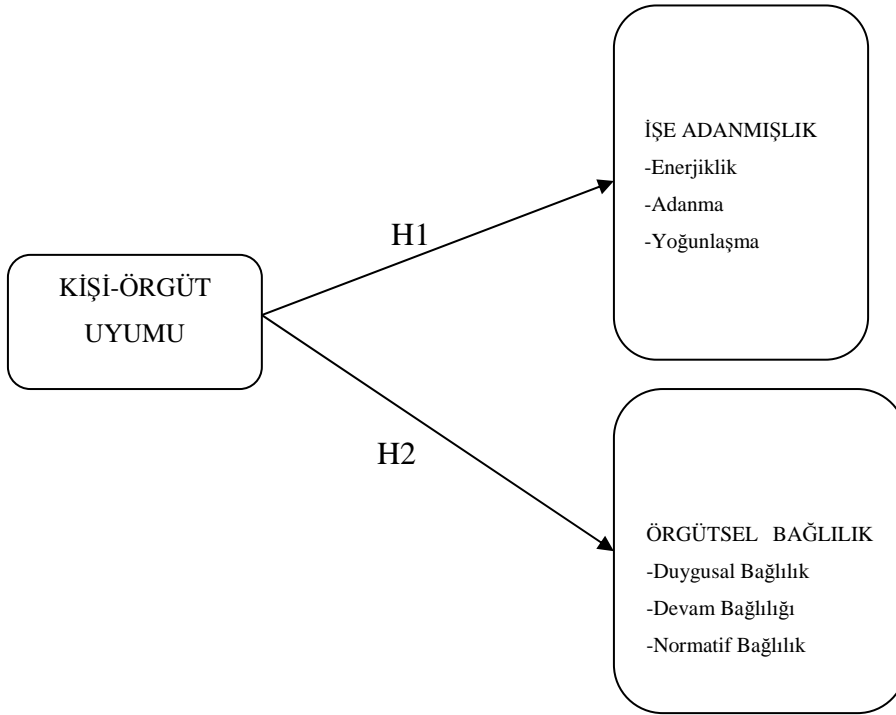 İŞE ADANMIŞLIK
-Enerjiklik
-Adanma
-Yoğunlaşma
H1
KİŞİ-ÖRGÜT
UYUMU
H2
ÖRGÜTSEL BAĞLILIK
-Duygusal Bağlılık
-Devam Bağlılığı
-Normatif Bağlılık